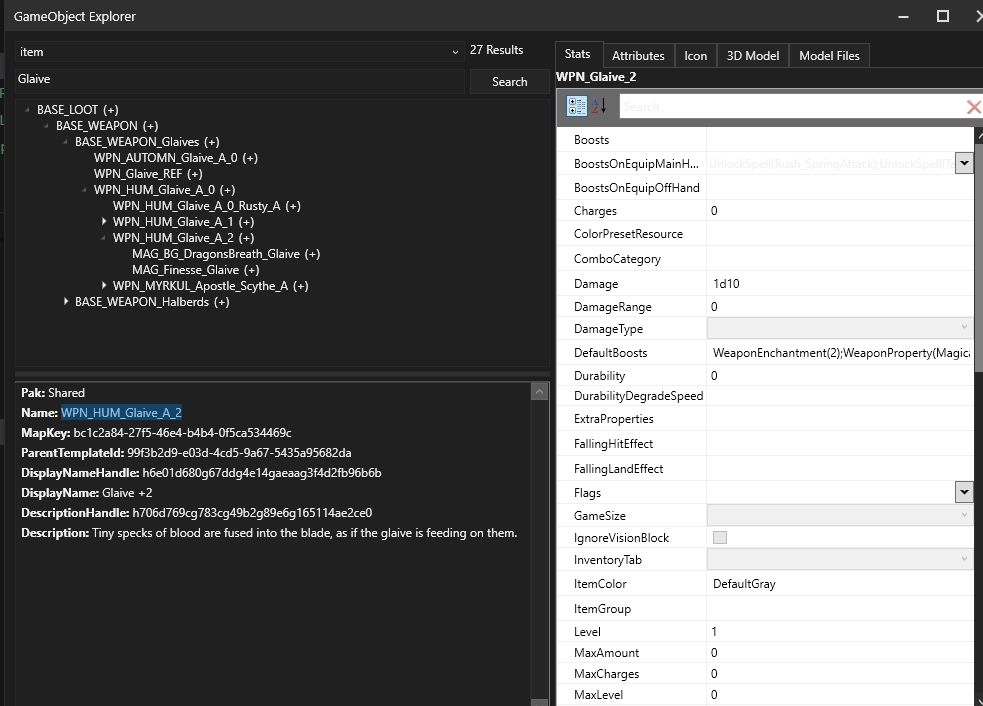 GameObject Explorer
item
27 Results
Glaive
Search
BASE_LOOT (+)
BASE_WEAPON (+)
BASE_WEAPON_Glaives (+)
WPN_AUTOMN_Glaive_A_0 (+)
WPN_Glaive_REF (+)
WPN_HUM_Glaive_A_0 (+)
WPN_HUM_Glaive_A_0_Rusty_A (+)
WPN_HUM_Glaive_A_1 (+)
WPN_HUM_Glaive_A_2 (+)
MAG_BG_DragonsBreath_Glaive (+)
MAG_Finesse_Glaive (+)
WPN_MYRKUL_Apostle_Scythe_A (+)
BASE_WEAPON_Halberds (+)
Pak: Shared
Name: WPN_HUM_Glaive_A_2
MapKey: bc1c2a84-27f5-46e4-b4b4-0f5ca534469c
ParentTemplateId: 99f3b2d9-e03d-4cd5-9a67-5435a95682da
DisplayNameHandle: h6e01d680g67ddg4e14gaeaag3f4d2fb96b6b
DisplayName: Glaive +2
DescriptionHandle: h706d769cg783cg49b2g89e6g165114ae2ce0
Description: Tiny specks of blood are fused into the blade, as if the glaive is feeding on them.
Stats Attributes Icon 3D Model Model Files
WPN_Glaive_2
Search
Boosts
BoostsOnEquipMainH... UnlockSpell(Rush_SpringAttack);UnlockSpell(
BoostsOnEquipOffHand
Charges 0
ColorPresetResource
ComboCategory
Damage 1d10
DamageRange 0
DamageType
DefaultBoosts WeaponEnchantment(2);WeaponProperty(Magica
Durability 0
DurabilityDegradeSpeed
ExtraProperties
FallingHitEffect
FallingLandEffect
Flags
GameSize
IgnoreVisionBlock
InventoryTab
ItemColor DefaultGray
ItemGroup
Level 1
MaxAmount 0
MaxCharges 0
MaxLevel 0